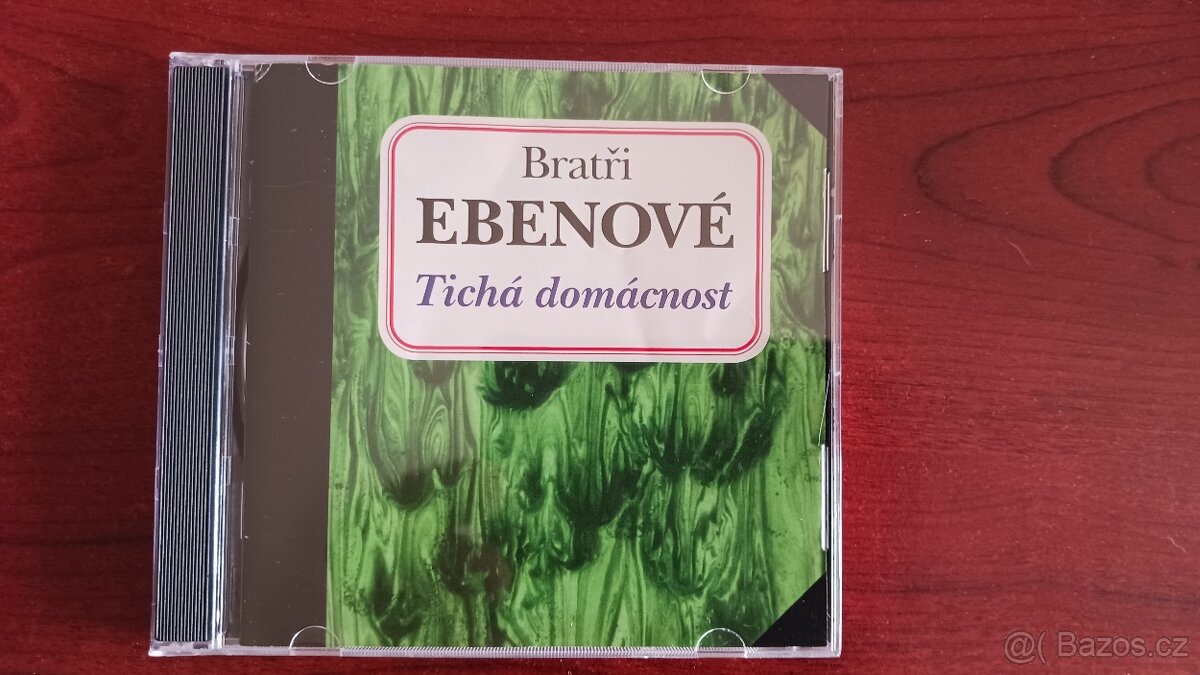 Bratři
EBENOVÉ
Tichá domácnost
@( Bazos.cz